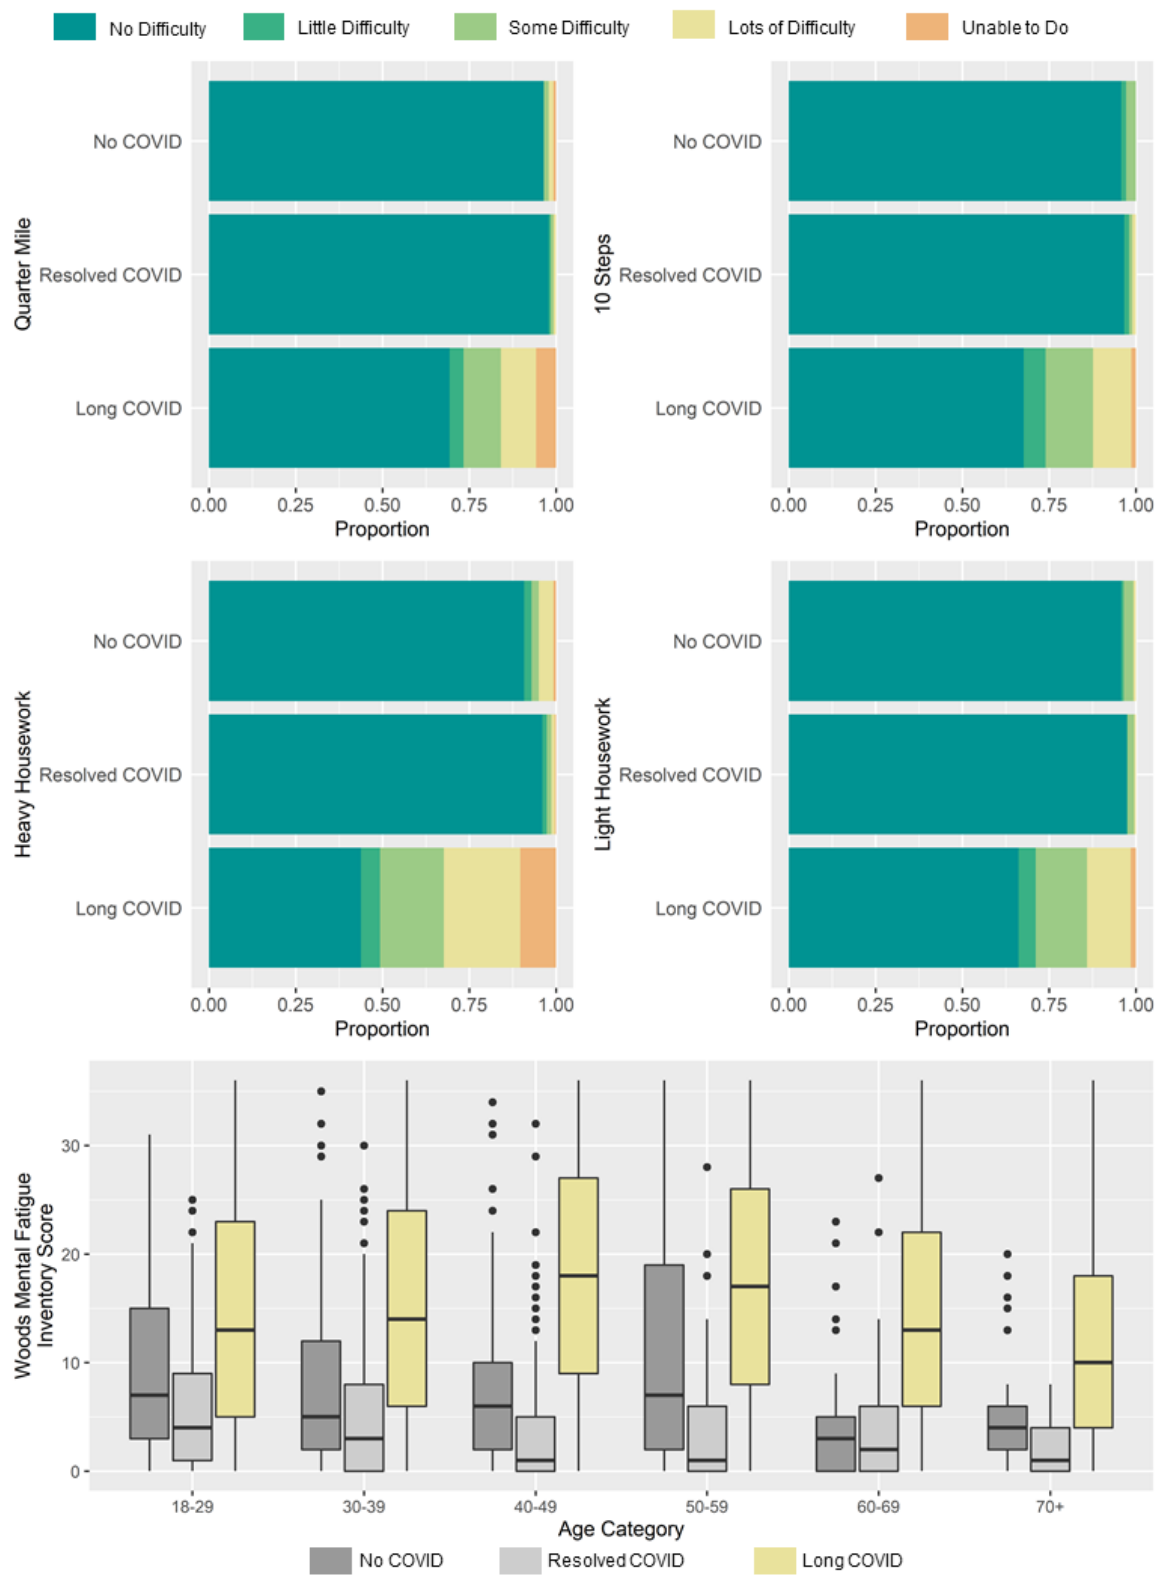 No Difficulty Little Difficulty Some Difficulty Lots of Difficulty Unable to Do
Quarter Mile
No COVID
Resolved COVID
Long COVID
0.00 0.25 0.50 0.75 1.00
Proportion
10 Steps
No COVID
Resolved COVID
Long COVID
0.00 0.25 0.50 0.75 1.00
Proportion
Heavy Housework
No COVID
Resolved COVID
Long COVID
0.00 0.25 0.50 0.75 1.00
Proportion
Light Housework
No COVID
Resolved COVID
Long COVID
0.00 0.25 0.50 0.75 1.00
Proportion
Woods Mental Fatigue
Inventory Score
30
20
10
0
18-29 30-39 40-49 50-59 60-69 70+
Age Category
No COVID Resolved COVID Long COVID